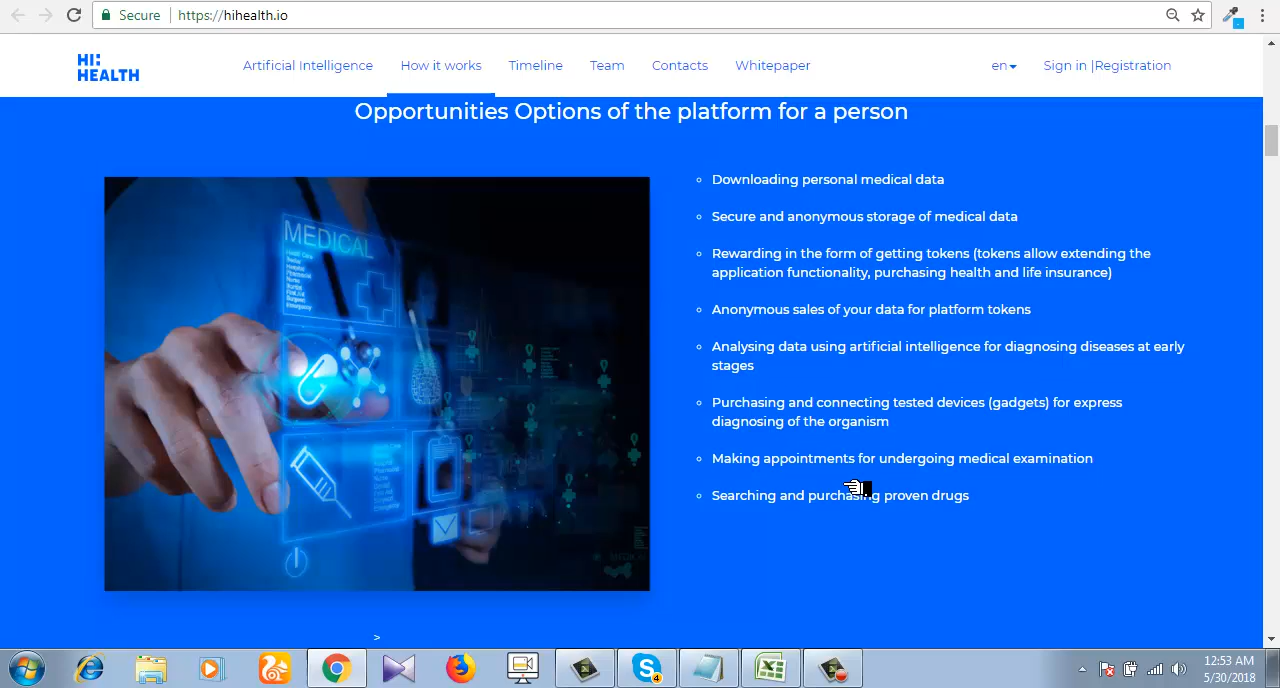 Secure
https://hihealth.io
HI:
HEALTH
Artificial Intelligence
How it works
Timeline
Team
Contacts
Whitepaper
en
Sign in |Registration
Opportunities Options of the platform for a person
MEDICAL
Downloading personal medical data
Secure and anonymous storage of medical data
Rewarding in the form of getting tokens (tokens allow extending the
application functionality, purchasing health and life insurance)
Anonymous sales of your data for platform tokens
Analysing data using artificial intelligence for diagnosing diseases at early
stages
Purchasing and connecting tested devices (gadgets) for express
diagnosing of the organism
Making appointments for undergoing medical examination
Searching and purchasing proven drugs
>
4
12:53 AM
5/30/2018